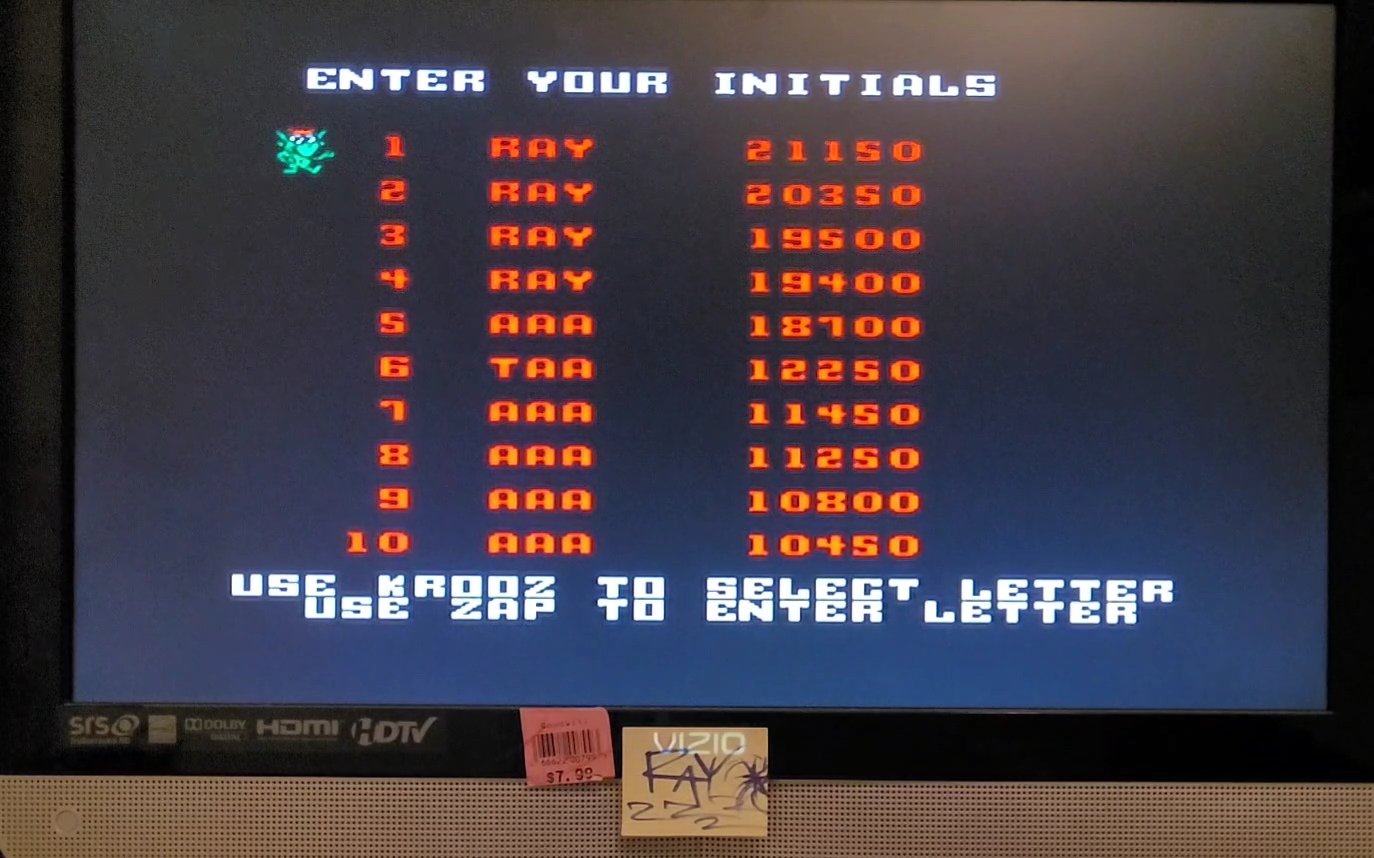 ENTER YOUR INITIALS
1 RAY 21150
2 RAY 20350
3 RAY 19500
4 RAY 19400
5 AAA 18700
6 TAA 12250
7 AAA 11450
8 AAA 11250
9 AAA 10800
10 AAA 10450
USE KROOZ TO SELECT LETTER
USE ZAP TO ENTER LETTER
SRS DOLBY HDMI HDTV
$7.99
VIZIO
RAY